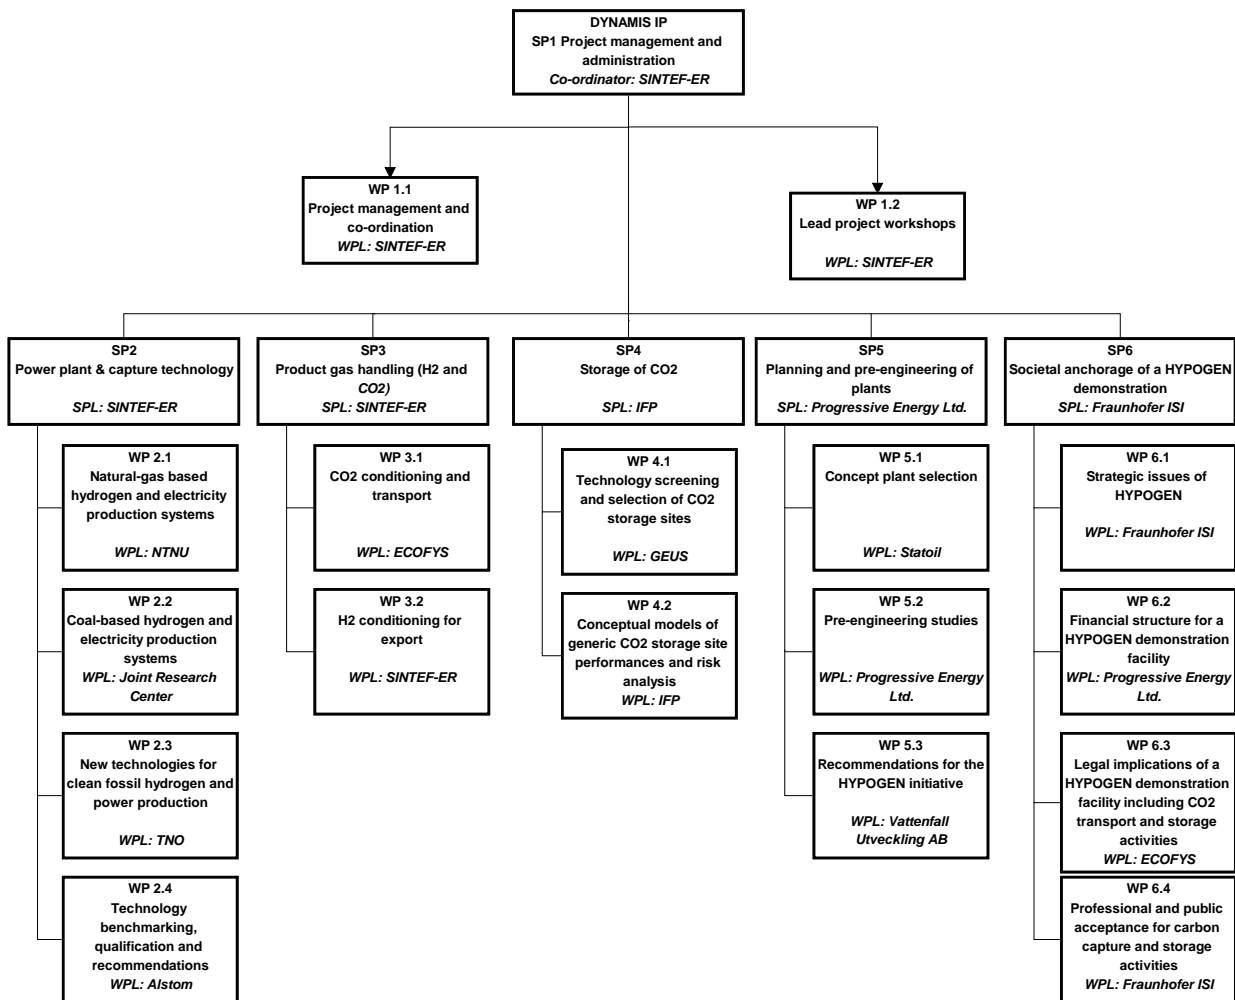 DYNAMIS IP
SP1 Project management and
administration
Co-ordinator: SINTEF-ER
WP 1.1
Project management and
co-ordination
WPL: SINTEF-ER
WP 1.2
Lead project workshops
WPL: SINTEF-ER
SP2
Power plant & capture technology
SPL: SINTEF-ER
SP3
Product gas handling (H2 and
CO2)
SPL: SINTEF-ER
SP4
Storage of CO2
SPL: IFP
SP5
Planning and pre-engineering of
plants
SPL: Progressive Energy Ltd.
SP6
Societal anchorage of a HYPOGEN
demonstration
SPL: Fraunhofer ISI
WP 2.1
Natural-gas based
hydrogen and electricity
production systems
WPL: NTNU
WP 2.2
Coal-based hydrogen and
electricity production
systems
WPL: Joint Research
Center
WP 2.3
New technologies for
clean fossil hydrogen and
power production
WPL: TNO
WP 2.4
Technology
benchmarking,
qualification and
recommendations
WPL: Alstom
WP 3.1
CO2 conditioning and
transport
WPL: ECOFYS
WP 3.2
H2 conditioning for
export
WPL: SINTEF-ER
WP 4.1
Technology screening
and selection of CO2
storage sites
WPL: GEUS
WP 4.2
Conceptual models of
generic CO2 storage site
performances and risk
analysis
WPL: IFP
WP 5.1
Concept plant selection
WPL: Statoil
WP 5.2
Pre-engineering studies
WPL: Progressive Energy
Ltd.
WP 5.3
Recommendations for the
HYPOGEN initiative
WPL: Vattenfall
Utveckling AB
WP 6.1
Strategic issues of
HYPOGEN
WPL: Fraunhofer ISI
WP 6.2
Financial structure for a
HYPOGEN demonstration
facility
WPL: Progressive Energy
Ltd.
WP 6.3
Legal implications of a
HYPOGEN demonstration
facility including CO2
transport and storage
activities
WPL: ECOFYS
WP 6.4
Professional and public
acceptance for carbon
capture and storage
activities
WPL: Fraunhofer ISI